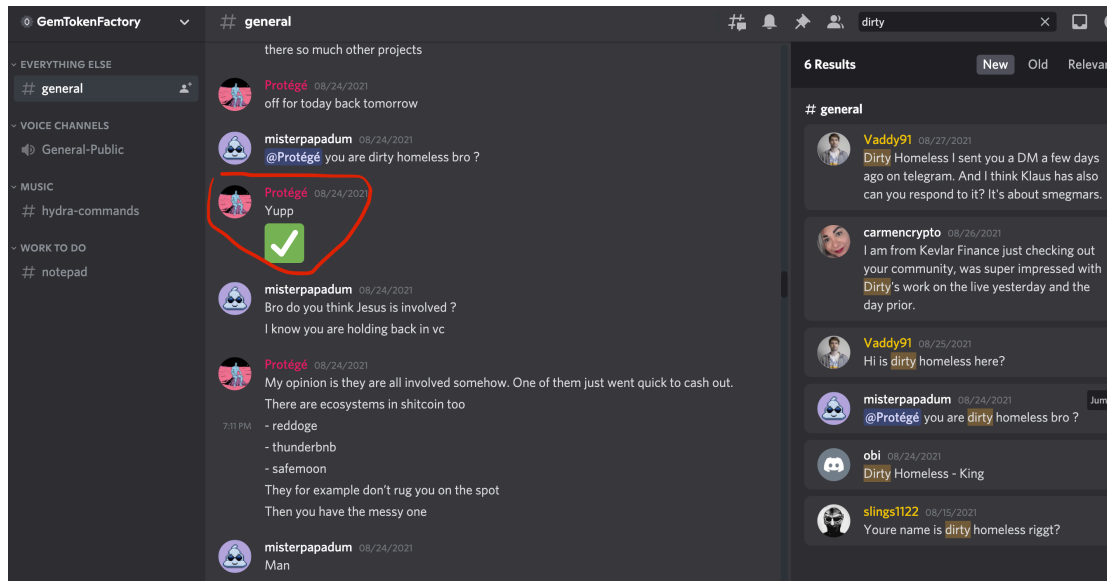 GemTokenFactory
# general
dirty
EVERYTHING ELSE
# general
VOICE CHANNELS
General-Public
MUSIC
# hydra-commands
WORK TO DO
# notepad
there so much other projects
Protégé 08/24/2021
off for today back tomorrow
misterpapadum 08/24/2021
@Protégé you are dirty homeless bro ?
Protégé 08/24/2021
Yupp
misterpapadum 08/24/2021
Bro do you think Jesus is involved ?
I know you are holding back in vc
Protégé 08/24/2021
My opinion is they are all involved somehow. One of them just went quick to cash out.
There are ecosystems in shitcoin too
7:11 PM - reddoge
- thunderbnb
- safemoon
They for example don’t rug you on the spot
Then you have the messy one
misterpapadum 08/24/2021
Man
6 Results
New Old Relevan
# general
Vaddy91 08/27/2021
Dirty Homeless I sent you a DM a few days
ago on telegram. And I think Klaus has also
can you respond to it? It's about smegmars.
carmencrypto 08/26/2021
I am from Kevlar Finance just checking out
your community, was super impressed with
Dirty's work on the live yesterday and the
day prior.
Vaddy91 08/25/2021
Hi is dirty homeless here?
misterpapadum 08/24/2021
Jum
@Protégé you are dirty homeless bro ?
obi 08/24/2021
Dirty Homeless - King
slings1122 08/15/2021
Youre name is dirty homeless riggt?